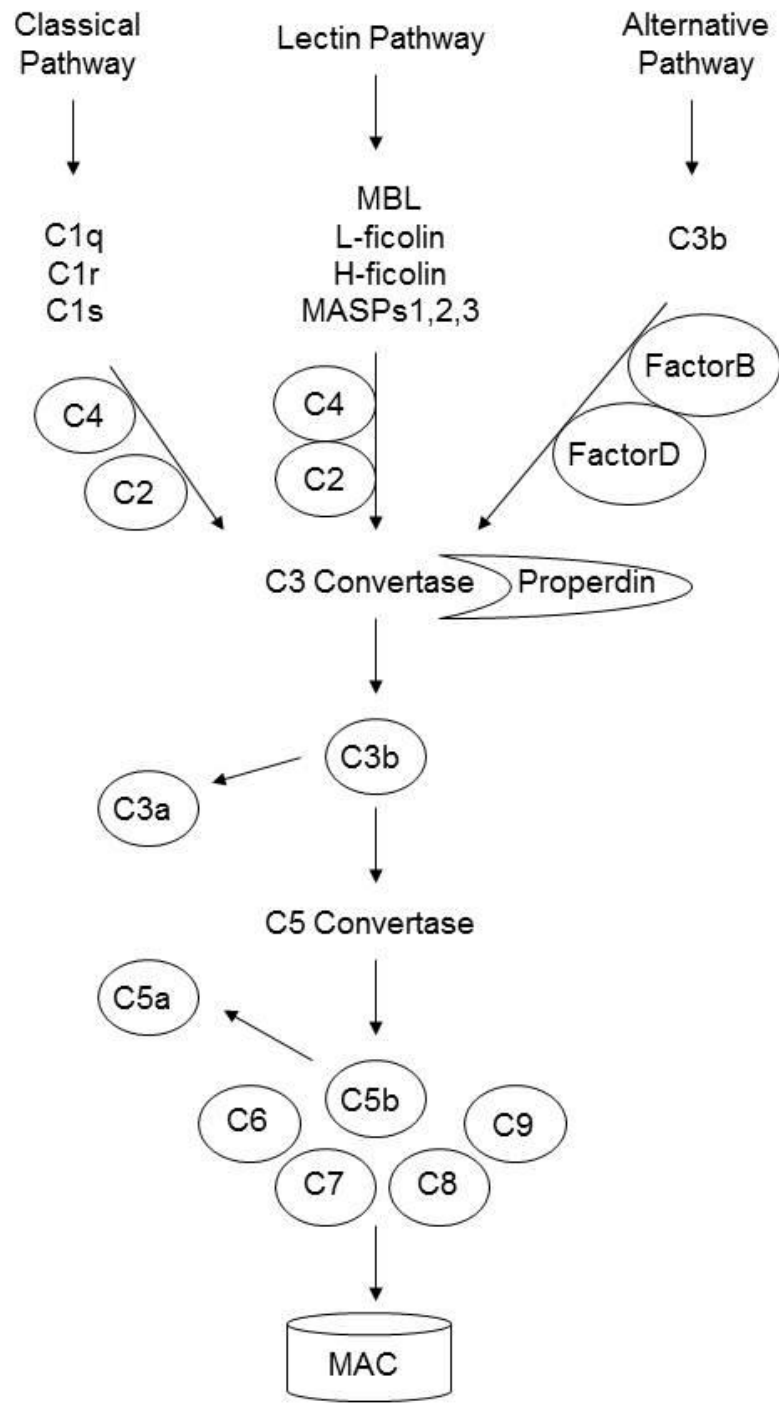 Classical
Pathway
Lectin Pathway
Alternative
Pathway
C1q
C1r
C1s
MBL
L-ficolin
H-ficolin
MASPs1,2,3
C3b
C4
C2
C4
C2
FactorB
FactorD
C3 Convertase
Properdin
C3b
C3a
C5 Convertase
C5a
C5b
C6
C9
C7
C8
MAC